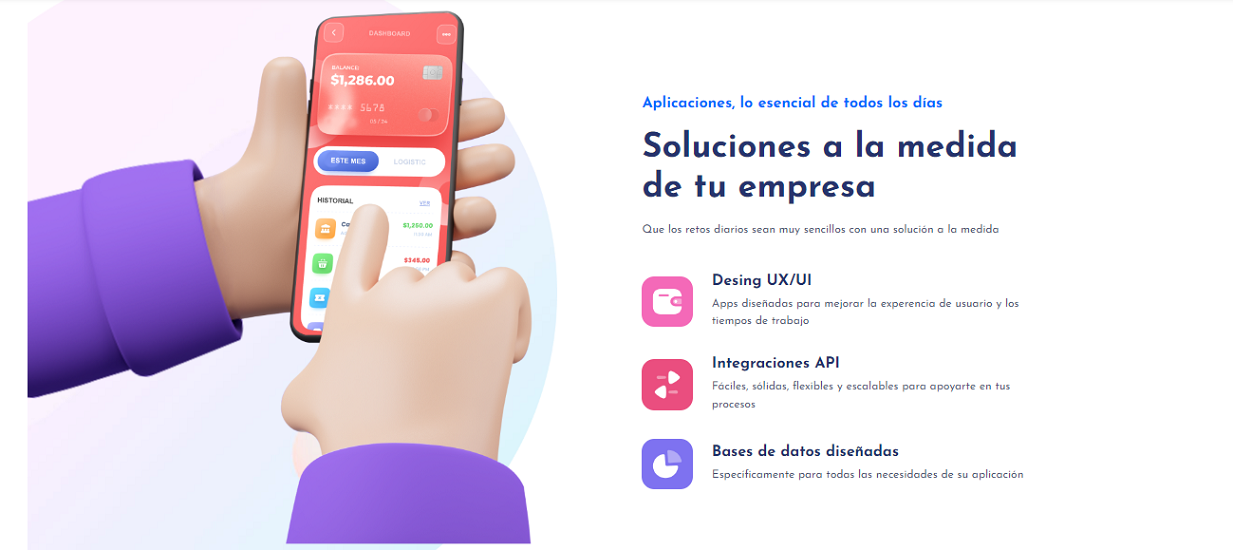 DASHBOARD
BALANCE:
$1,286.00
5678
ESTE MES
LOGISTIC
HISTORIAL
VER
$1,250.00
$345.00
Aplicaciones, lo esencial de todos los días
Soluciones a la medida
de tu empresa
Que los retos diarios sean muy sencillos con una solución a la medida
Desing UX/UI
Apps diseñadas para mejorar la experencia de usuario y los
tiempos de trabajo
Integraciones API
Fáciles, sólidas, flexibles y escalables para apoyarte en tus
procesos
Bases de datos diseñadas
Especificamente para todas las necesidades de su aplicación